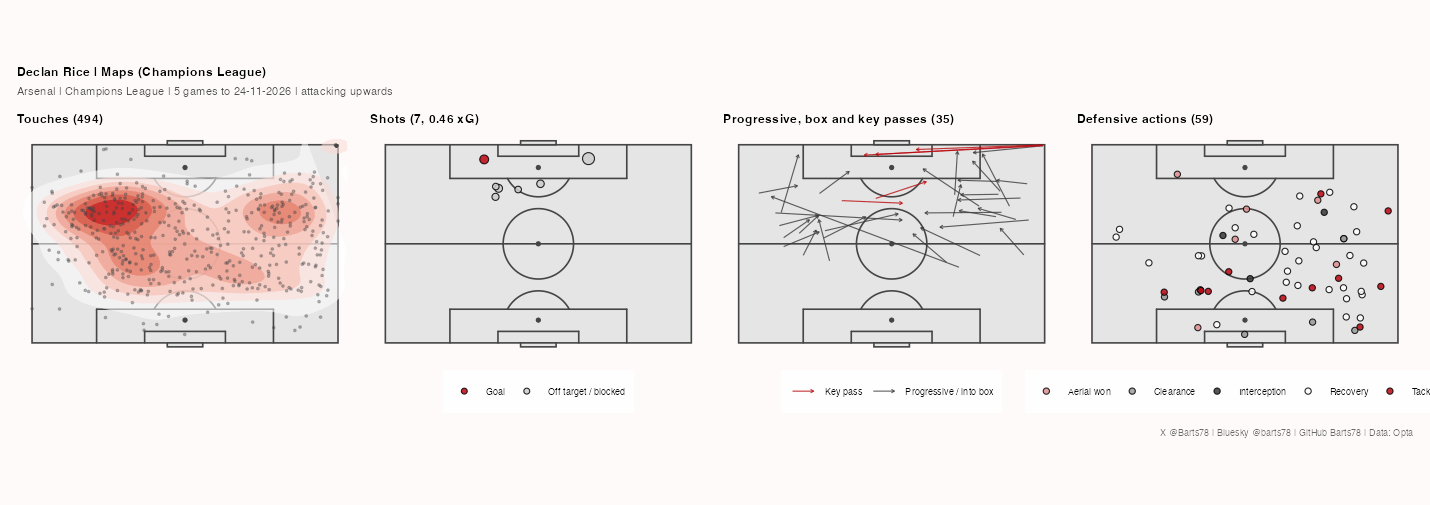 Declan Rice | Maps (Champions League)
Arsenal | Champions League | 5 games to 24-11-2026 | attacking upwards
Touches (494)
Shots (7, 0.46 xG)
Progressive, box and key passes (35)
Defensive actions (59)
Goal
Off target / blocked
Key pass
Progressive / into box
Aerial won
Clearance
Interception
Recovery
Tack
X @Barts78 | Bluesky @barts78 | GitHub Barts78 | Data: Opta